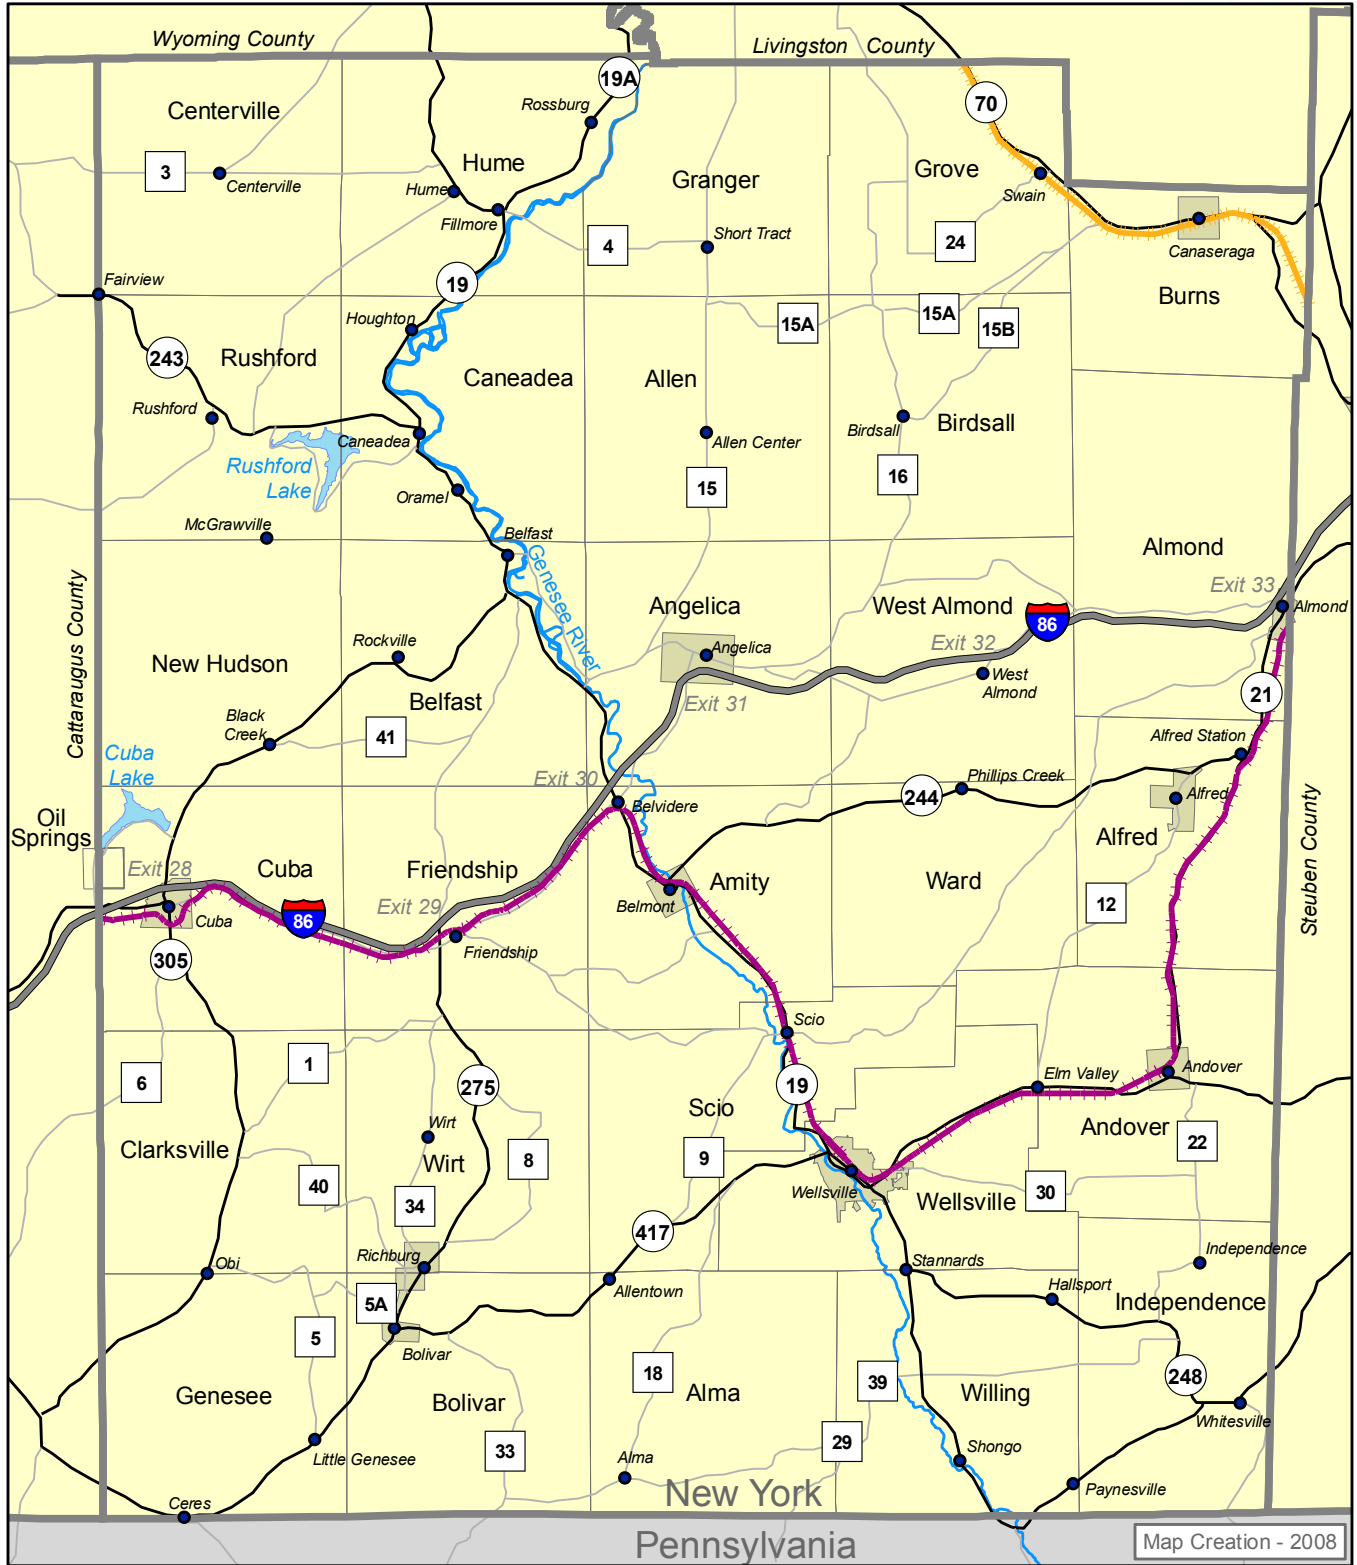 Wyoming County
Livingston County
19A
Centerville
Rossburg
70
3
Centerville
Hume
Hume
Fillmore
Granger
Grove
Swain
4
Short Tract
24
Canaseraga
Fairview
19
Burns
Houghton
15A
15A
15B
243
Rushford
Caneadea
Allen
Rushford
Caneadea
Allen Center
Birdsall
Birdsall
Rushford
Lake
Oramel
15
16
McGrawville
Belfast
Almond
Cattaraugus County
Genesee River
Angelica
West Almond
86
Exit 33
Almond
Rockville
Angelica
Exit 32
New Hudson
West
Almond
Belfast
Exit 31
21
Black
Creek
41
Alfred Station
Cuba
Lake
Exit 30
Belvidere
244
Phillips Creek
Alfred
Oil
Springs
Exit 28
Cuba
Friendship
Amity
Ward
Alfred
Steuben County
Cuba
86
Exit 29
Belmont
12
Friendship
305
Scio
6
1
275
19
Elm Valley
Andover
Wirt
Scio
Andover
22
Clarksville
Wirt
8
9
40
34
Wellsville
Wellsville
30
417
Richburg
Obi
Allentown
Stannards
Independence
5A
Hallsport
Independence
5
Bolivar
18
39
248
Genesee
Bolivar
Alma
Willing
Whitesville
Little Genesee
33
29
Alma
Shongo
Paynesville
Ceres
New York
Pennsylvania
Map Creation - 2008